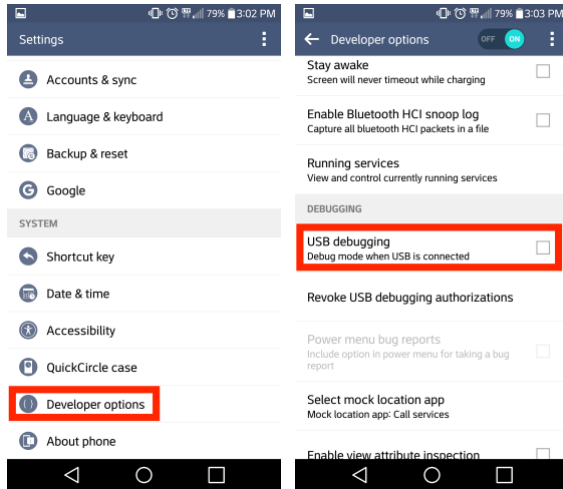 79% 3:02 PM
Settings
Accounts & sync
Language & keyboard
Backup & reset
Google
SYSTEM
Shortcut key
Date & time
Accessibility
QuickCircle case
Developer options
About phone
79% 3:03 PM
Developer options OFF ON
Stay awake
Screen will never timeout while charging
Enable Bluetooth HCI snoop log
Capture all bluetooth HCI packets in a file
Running services
View and control currently running services
DEBUGGING
USB debugging
Debug mode when USB is connected
Revoke USB debugging authorizations
Power menu bug reports
Include option in power menu for taking a bug
report
Select mock location app
Mock location app: Call services
Enable view attribute inspection